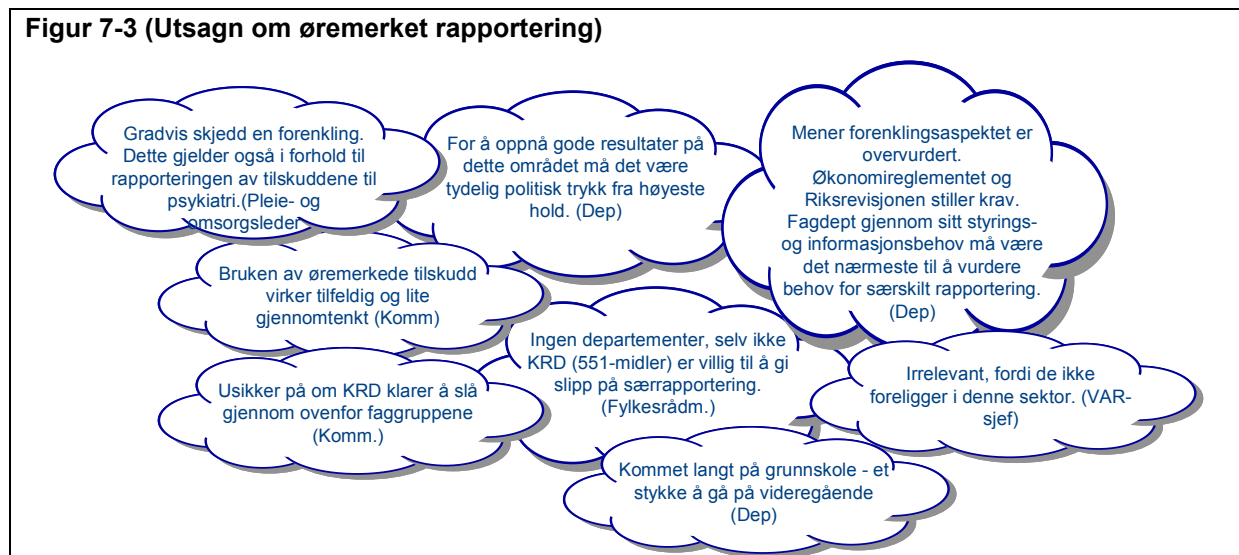 Figur 7-3 (Utsagn om øremerket rapportering)
Gradvis skjedd en forenkling.
Dette gjelder også i forhold til
rapporteringen av tilskuddene til
psykiatri.(Pleie- og
omsorgsleder
For å oppnå gode resultater på
dette området må det være
tydelig politisk trykk fra høyeste
hold. (Dep)
Mener forenklingsaspektet er
overvurdert.
Økonomireglementet og
Riksrevisjonen stiller krav.
Fagdept gjennom sitt styrings-
og informasjonsbehov må være
det nærmeste til å vurdere
behov for særskilt rapportering.
(Dep)
Bruken av øremerkede tilskudd
virker tilfeldig og lite
gjennomtenkt (Komm)
Ingen departementer, selv ikke
KRD (551-midler) er villig til å gi
slipp på særrapportering.
(Fylkesrådm.)
Irrelevant, fordi de ikke
foreligger i denne sektor. (VAR-
sjef)
Usikker på om KRD klarer å slå
gjennom ovenfor faggruppene
(Komm.)
Kommet langt på grunnskole - et
stykke å gå på videregående
(Dep)